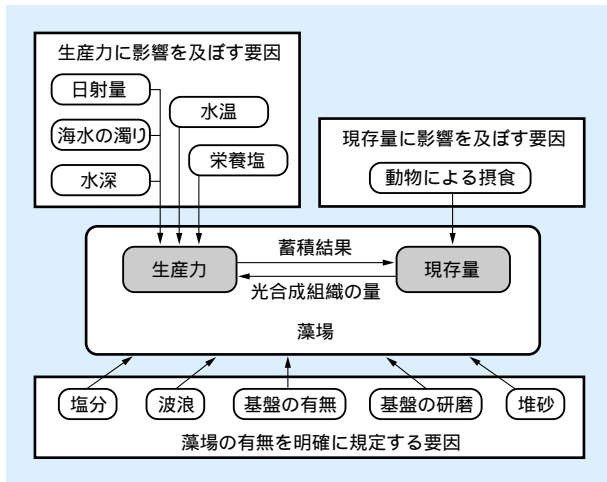 生産力に影響を及ぼす要因
日射量
水温
海水の濁り
栄養塩
水深
現存量に影響を及ぼす要因
動物による摂食
生産力
蓄積結果
光合成組織の量
現存量
藻場
塩分
波浪
基盤の有無
基盤の研磨
堆砂
藻場の有無を明確に規定する要因